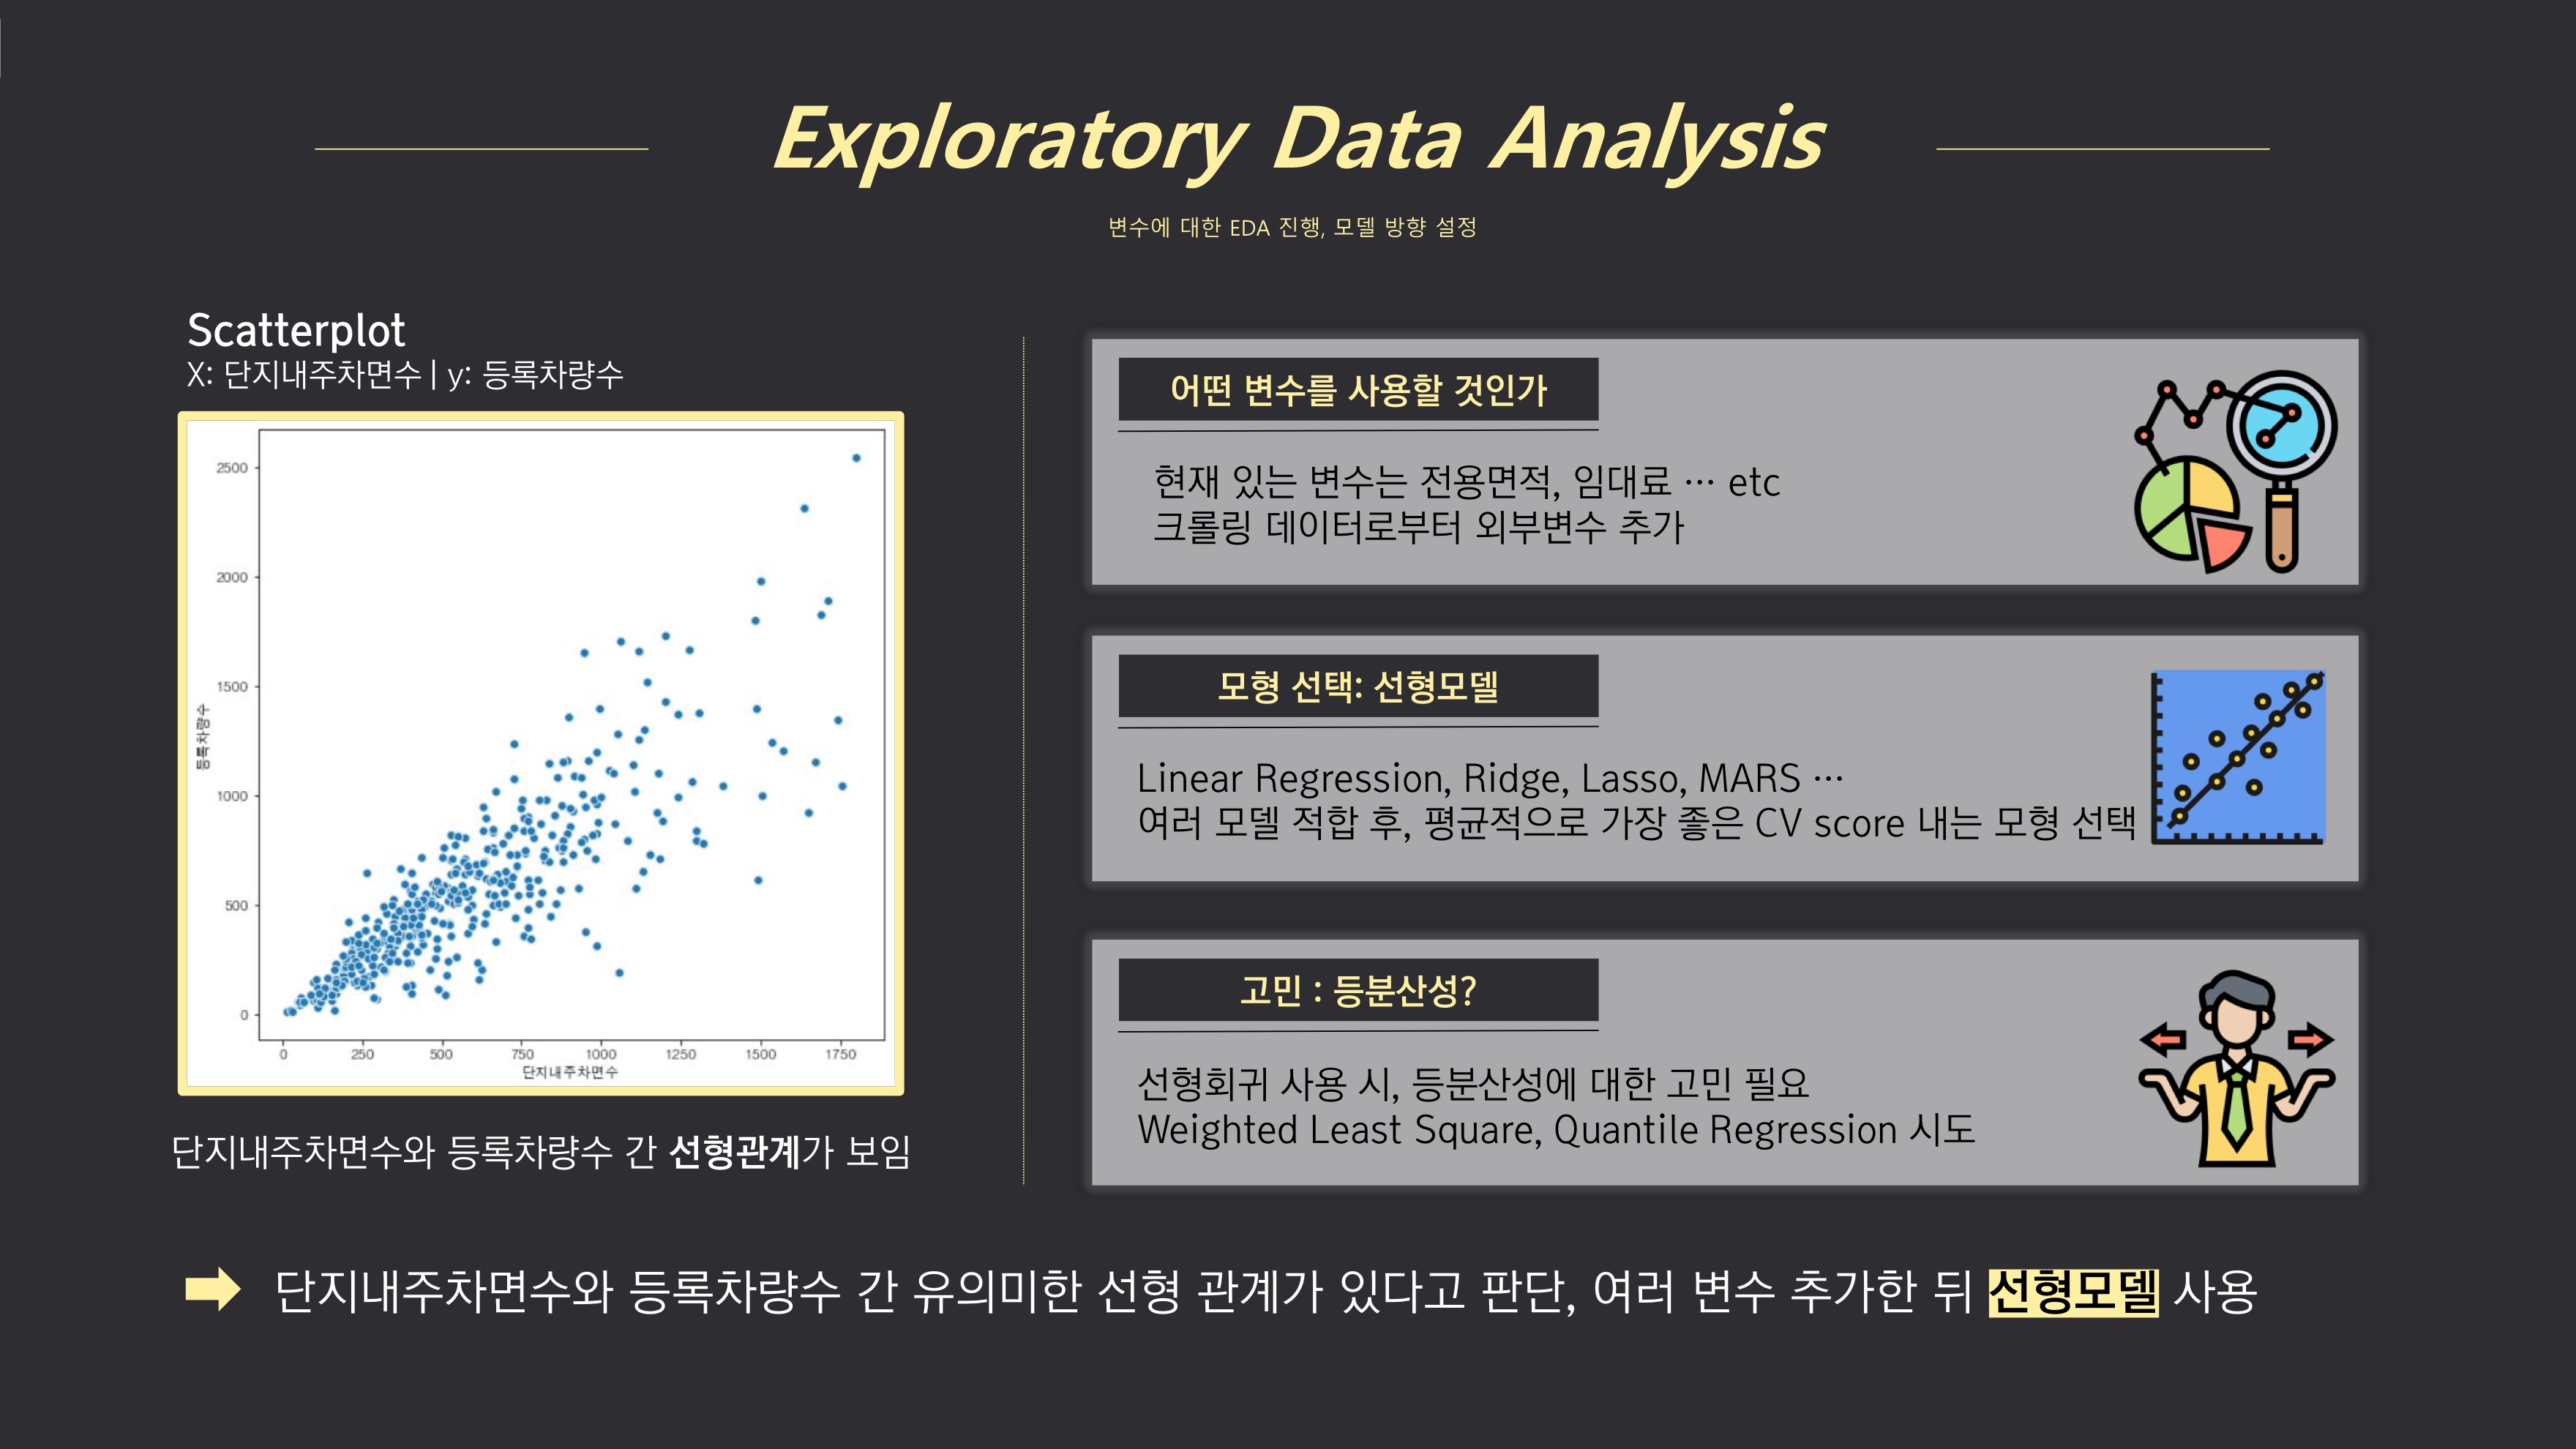 Exploratory Data Analysis
변수에 대한 EDA 진행, 모델 방향 설정
Scatterplot
X: 단지내주차면수 | y: 등록차량수
2500
2000
1500
1000
500
0
등록차량수
0 250 500 750 1000 1250 1500 1750
단지내주차면수
단지내주차면수와 등록차량수 간 선형관계가 보임
어떤 변수를 사용할 것인가
현재 있는 변수는 전용면적, 임대료 … etc
크롤링 데이터로부터 외부변수 추가
모형 선택: 선형모델
Linear Regression, Ridge, Lasso, MARS …
여러 모델 적합 후, 평균적으로 가장 좋은 CV score 내는 모형 선택
고민 : 등분산성?
선형회귀 사용 시, 등분산성에 대한 고민 필요
Weighted Least Square, Quantile Regression 시도
단지내주차면수와 등록차량수 간 유의미한 선형 관계가 있다고 판단, 여러 변수 추가한 뒤 선형모델 사용